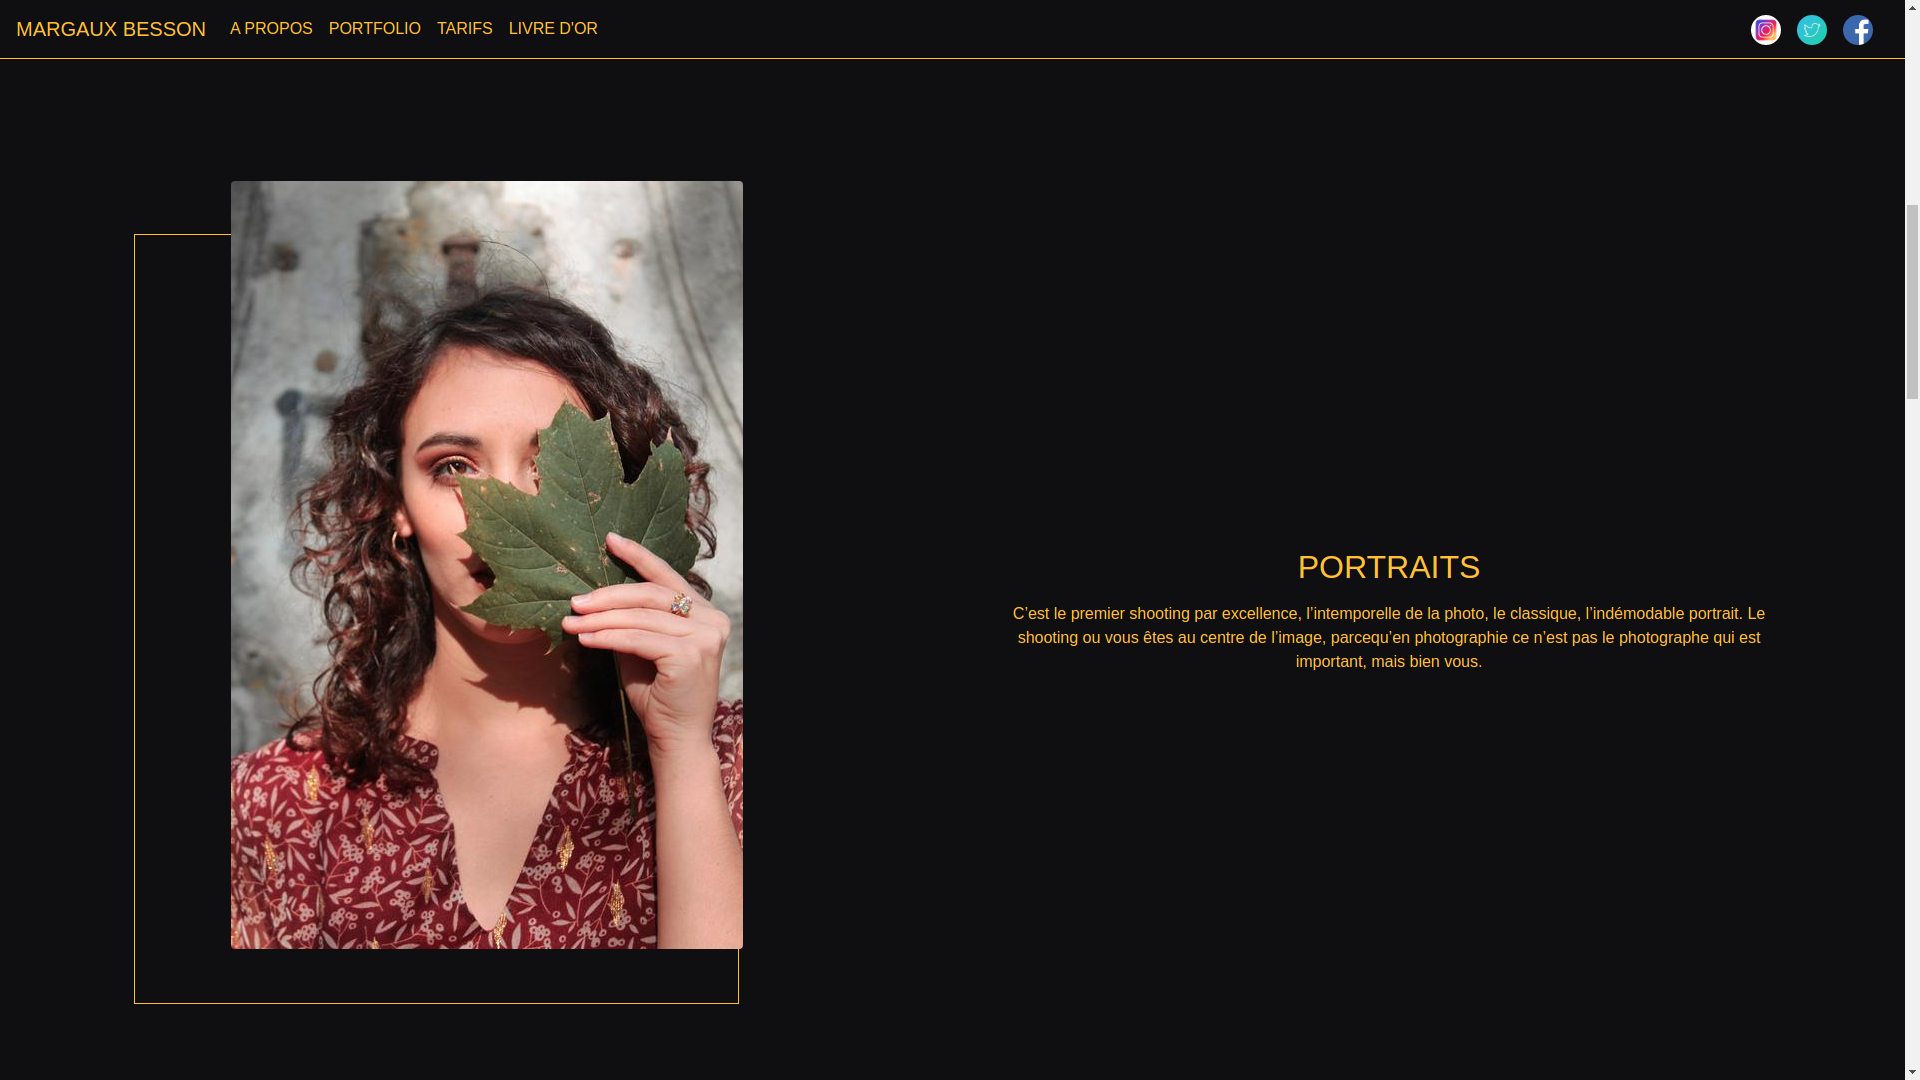 MARGAUX BESSON A PROPOS PORTFOLIO TARIFS LIVRE D'OR
PORTRAITS
C’est le premier shooting par excellence, l’intemporelle de la photo, le classique, l’indémodable portrait. Le
shooting ou vous êtes au centre de l’image, parcequ’en photographie ce n’est pas le photographe qui est
important, mais bien vous.